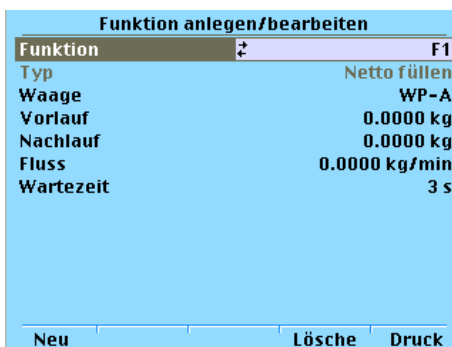 Funktion anlegen/bearbeiten
Funktion F1
Typ Netto füllen
Waage WP-A
Vorlauf 0.0000 kg
Nachlauf 0.0000 kg
Fluss 0.0000 kg/min
Wartezeit 3 s
Neu Lösche Druck